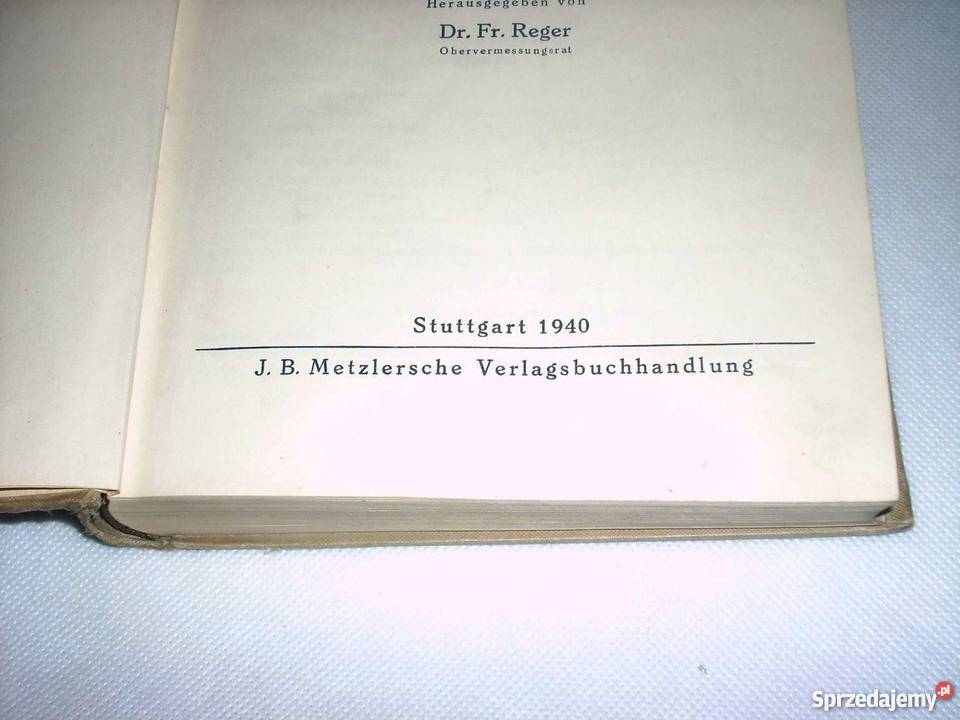 Herausgegeben von
Dr. Fr. Reger
Obervermessungsrat
Stuttgart 1940
J. B. Metzlersche Verlagsbuchhandlung
Sprzedajemy.pl